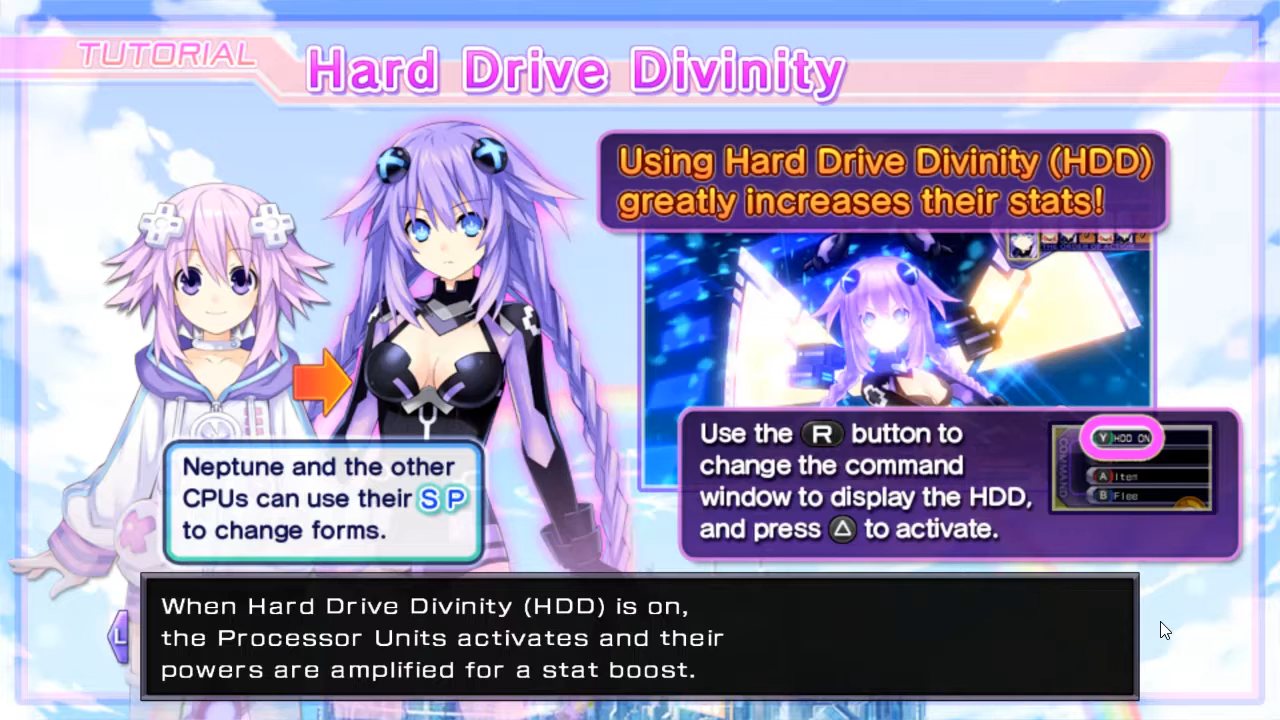 TUTORIAL
Hard Drive Divinity
Using Hard Drive Divinity (HDD)
greatly increases their stats!
Neptune and the other
CPUs can use their SP
to change forms.
Use the R button to
change the command
window to display the HDD,
and press △ to activate.
COMMAND
Y HDD ON
A Item
B Flee
L
When Hard Drive Divinity (HDD) is on,
the Processor Units activates and their
powers are amplified for a stat boost.